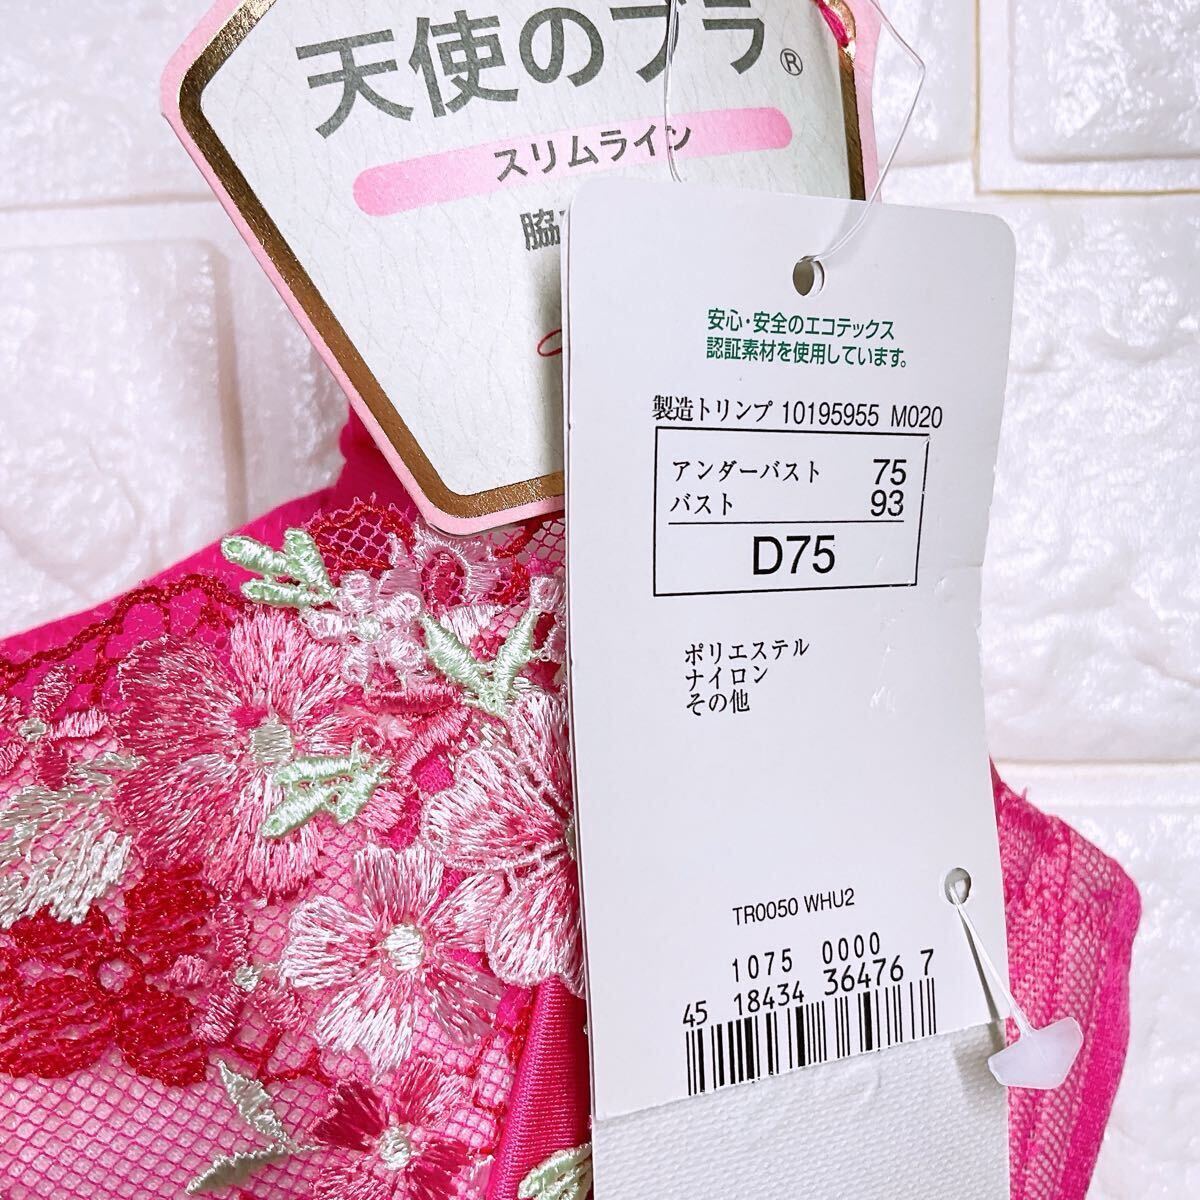 天使のブラ®
スリムライン
脇
安心・安全のエコテックス
認証素材を使用しています。
製造トリンプ 10195955 M020
アンダーバスト 75
バスト 93
D75
ポリエステル
ナイロン
その他
TR0050 WHU2
1075 0000
45 18434 36476 7